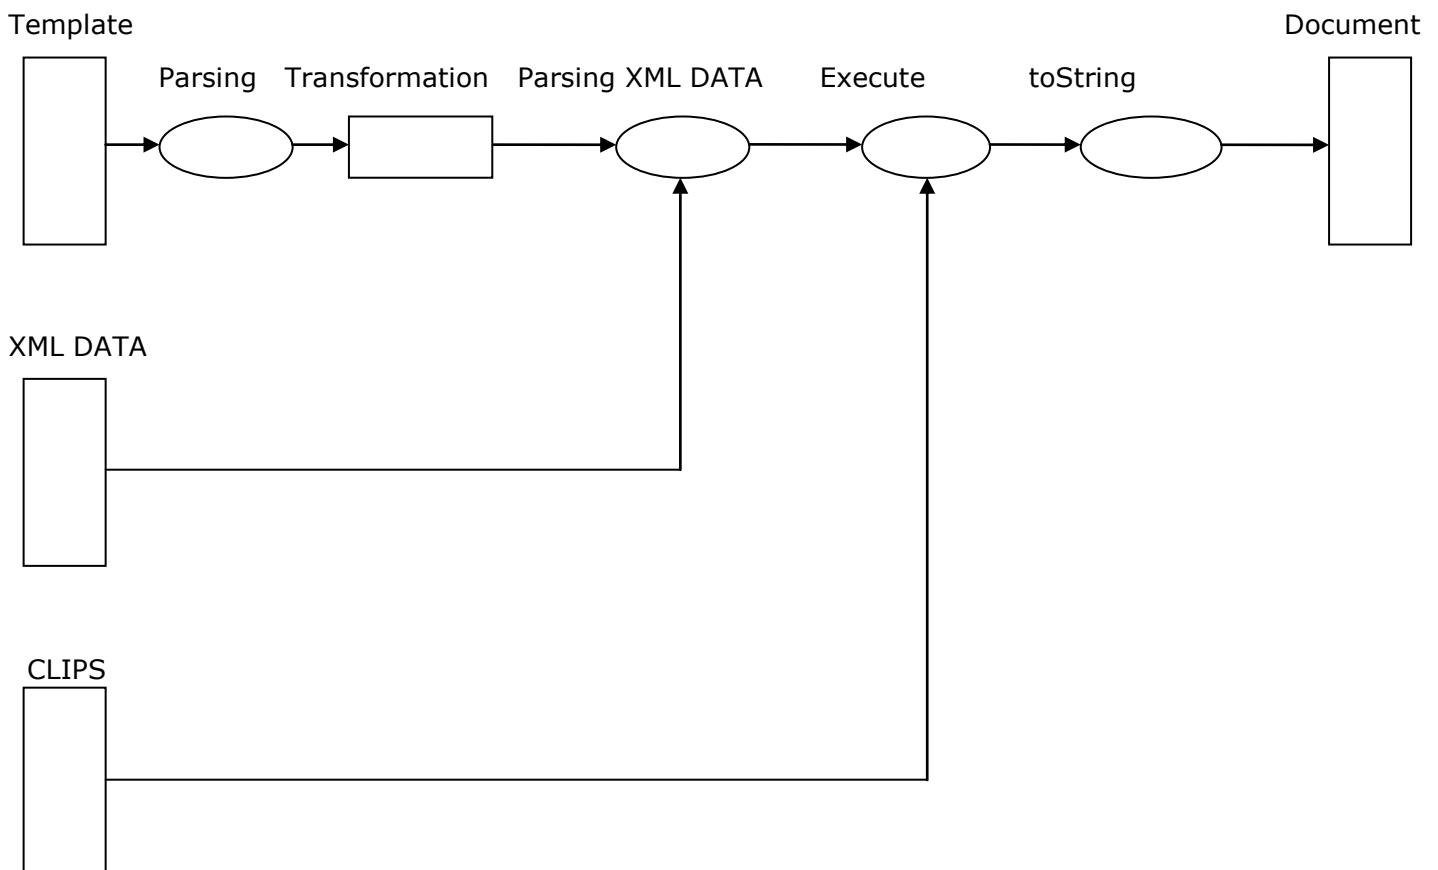 Template
Document
Parsing
Transformation
Parsing XML DATA
Execute
toString
XML DATA
CLIPS